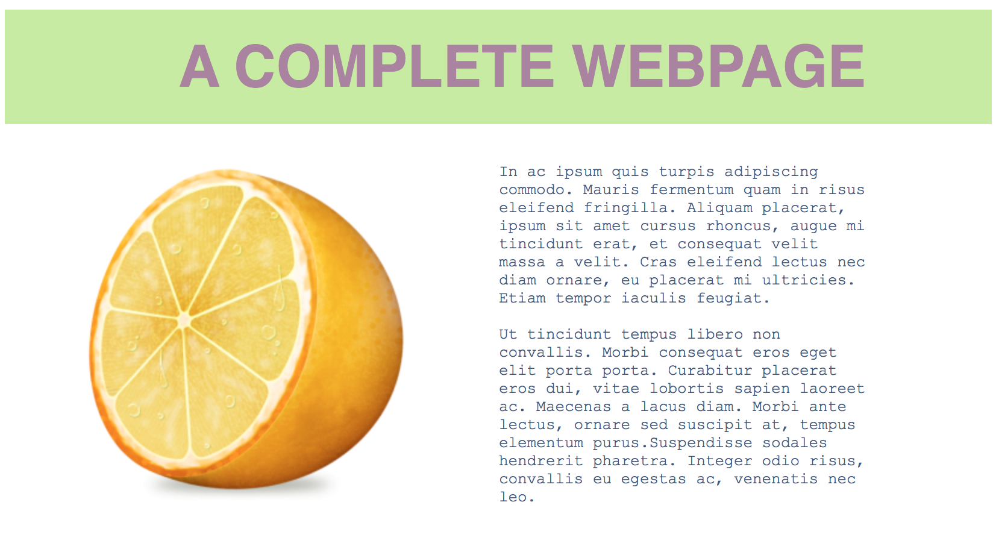 A COMPLETE WEBPAGE
In ac ipsum quis turpis adipiscing
commodo. Mauris fermentum quam in risus
eleifend fringilla. Aliquam placerat,
ipsum sit amet cursus rhoncus, augue mi
tincidunt erat, et consequat velit
massa a velit. Cras eleifend lectus nec
diam ornare, eu placerat mi ultricies.
Etiam tempor iaculis feugiat.
Ut tincidunt tempus libero non
convallis. Morbi consequat eros eget
elit porta porta. Curabitur placerat
eros dui, vitae lobortis sapien laoreet
ac. Maecenas a lacus diam. Morbi ante
lectus, ornare sed suscipit at, tempus
elementum purus.Suspendisse sodales
hendrerit pharetra. Integer odio risus,
convallis eu egestas ac, venenatis nec
leo.